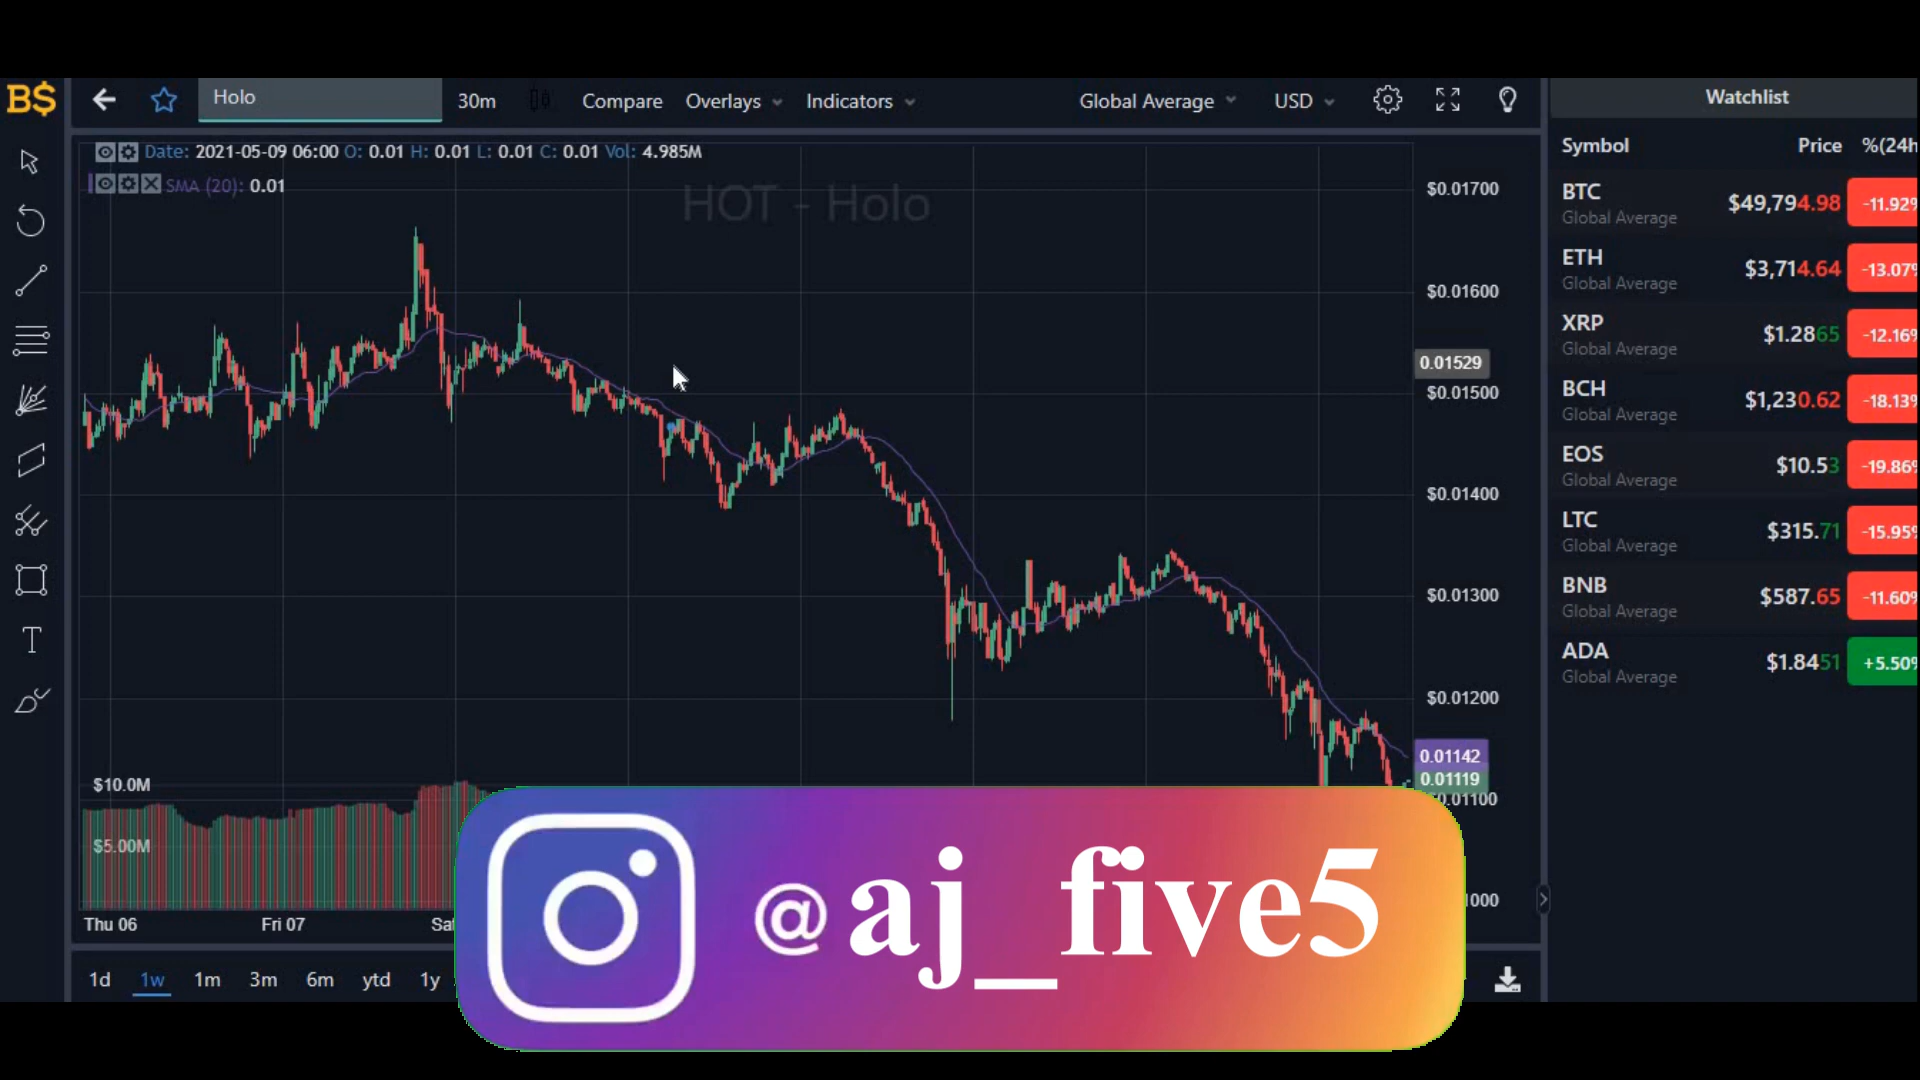 B$
Holo
30m
Compare
Overlays
Indicators
Global Average
USD
Watchlist
Date: 2021-05-09 06:00 O: 0.01 H: 0.01 L: 0.01 C: 0.01 Vol: 4.985M
SMA (20): 0.01
HOT - Holo
$0.01700
$0.01600
0.01529
$0.01500
$0.01400
$0.01300
$0.01200
0.01142
0.01119
$0.01100
1000
$10.0M
$5.00M
Thu 06
Fri 07
Sat
1d 1w 1m 3m 6m ytd 1y
@aj_five5
Symbol Price %(24h
BTC $49,794.98 -11.92%
Global Average
ETH $3,714.64 -13.07%
Global Average
XRP $1.2865 -12.16%
Global Average
BCH $1,230.62 -18.13%
Global Average
EOS $10.53 -19.86%
Global Average
LTC $315.71 -15.95%
Global Average
BNB $587.65 -11.60%
Global Average
ADA $1.8451 +5.50%
Global Average
T